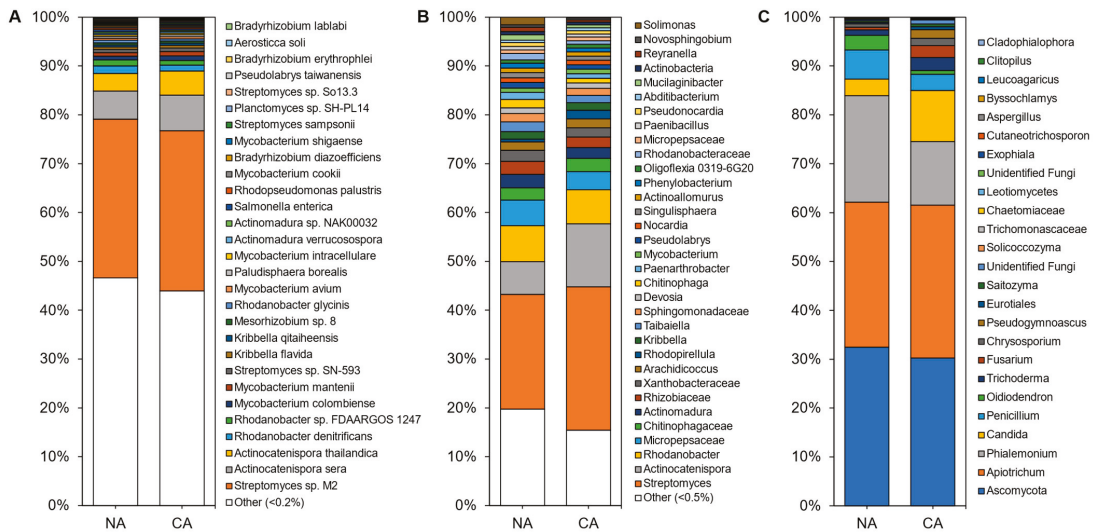 A
100%
90%
80%
70%
60%
50%
40%
30%
20%
10%
0%
NA
CA
Bradyrhizobium lablabi
Aerosticca soli
Bradyrhizobium erythrophlei
Pseudolabrys taiwanensis
Streptomyces sp. So13.3
Planctomyces sp. SH-PL14
Streptomyces sampsonii
Mycobacterium shigaense
Bradyrhizobium diazoefficiens
Mycobacterium cookii
Rhodopseudomonas palustris
Salmonella enterica
Actinomadura sp. NAK00032
Actinomadura verrucosospora
Mycobacterium intracellulare
Paludisphaera borealis
Mycobacterium avium
Rhodanobacter glycinis
Mesorhizobium sp. 8
Kribbella qitaiheensis
Kribbella flavida
Streptomyces sp. SN-593
Mycobacterium mantenii
Mycobacterium colombiense
Rhodanobacter sp. FDAARGOS 1247
Rhodanobacter denitrificans
Actinocatenispora thailandica
Actinocatenispora sera
Streptomyces sp. M2
Other (<0.2%)
B
100%
90%
80%
70%
60%
50%
40%
30%
20%
10%
0%
NA
CA
Solimonas
Novosphingobium
Reyranella
Actinobacteria
Mucilaginibacter
Abditibacterium
Pseudonocardia
Paenibacillus
Micropepsaceae
Rhodanobacteraceae
Oligoflexia 0319-6G20
Phenylobacterium
Actinoallomurus
Singulisphaera
Nocardia
Pseudolabrys
Mycobacterium
Paenarthrobacter
Chitinophaga
Devosia
Sphingomonadaceae
Taibaiella
Kribbella
Rhodopirellula
Arachidicoccus
Xanthobacteraceae
Rhizobiaceae
Actinomadura
Chitinophagaceae
Micropepsaceae
Rhodanobacter
Actinocatenispora
Streptomyces
Other (<0.5%)
C
100%
90%
80%
70%
60%
50%
40%
30%
20%
10%
0%
NA
CA
Cladophialophora
Clitopilus
Leucoagaricus
Byssochlamys
Aspergillus
Cutaneotrichosporon
Exophiala
Unidentified Fungi
Leotiomycetes
Chaetomiaceae
Trichomonascaceae
Solicoccozyma
Unidentified Fungi
Saitozyma
Eurotiales
Pseudogymnoascus
Chrysosporium
Fusarium
Trichoderma
Oidiodendron
Penicillium
Candida
Phialemonium
Apiotrichum
Ascomycota